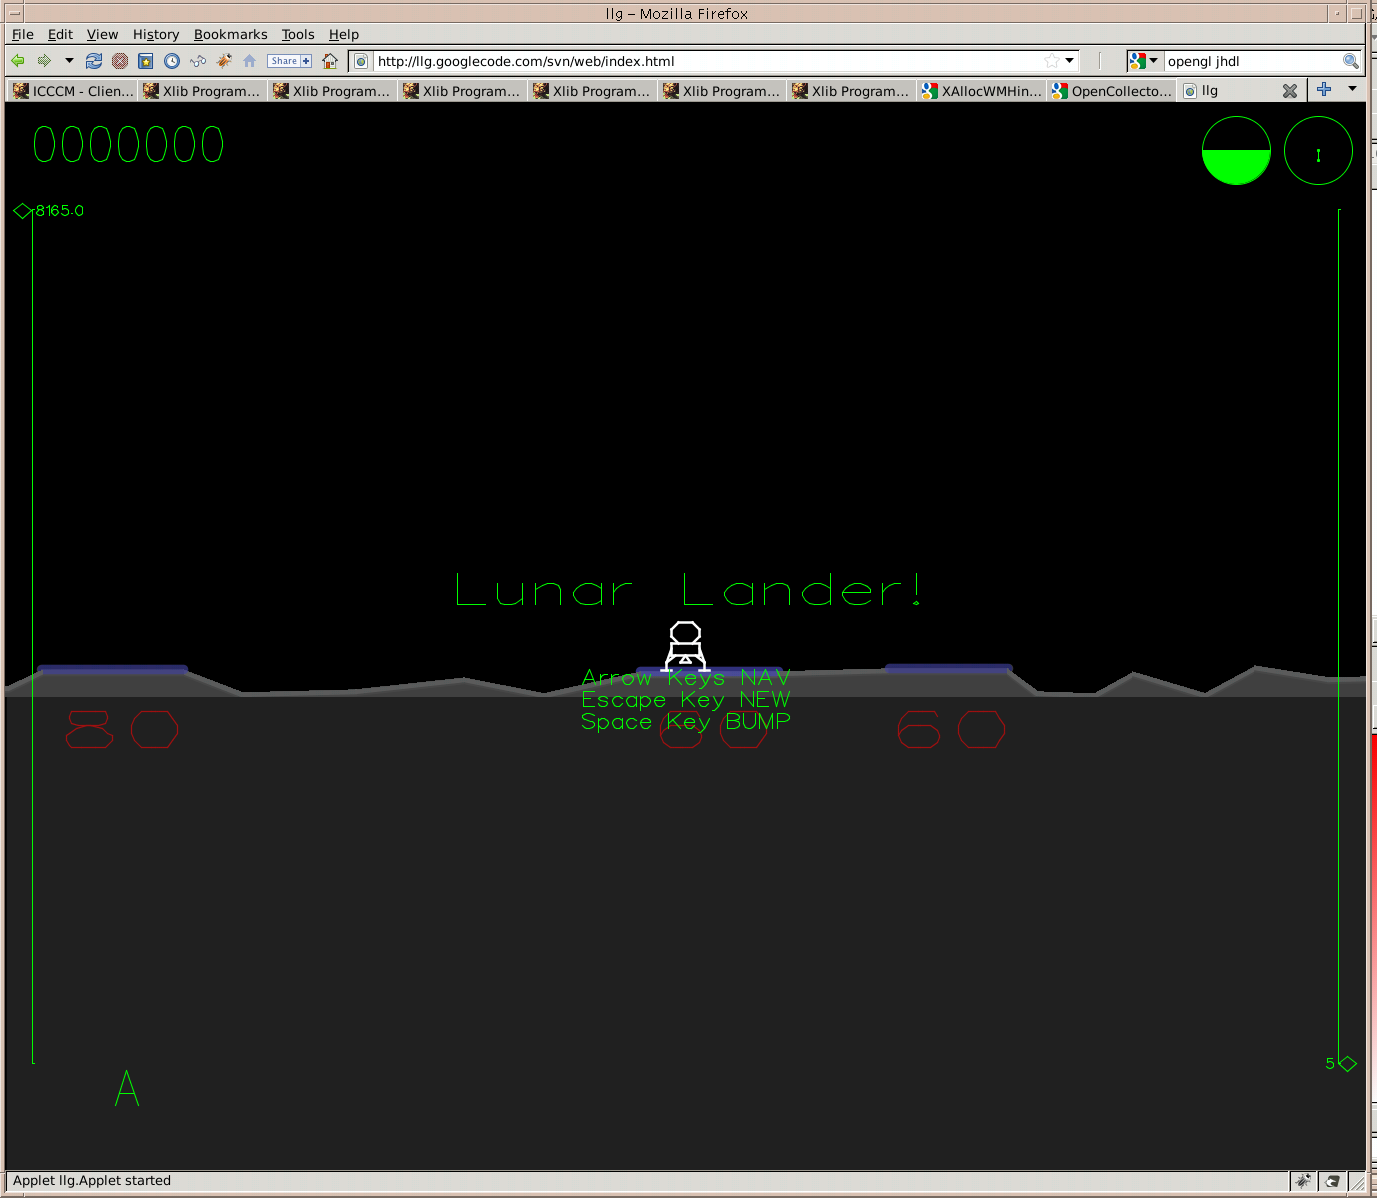 llg – Mozilla Firefox
File Edit View History Bookmarks Tools Help
Share http://llg.googlecode.com/svn/web/index.html opengl jhdl
ICCCM - Clien... Xlib Program... Xlib Program... Xlib Program... Xlib Program... Xlib Program... Xlib Program... XAllocWMHin... OpenCollecto... llg
0000000
8165.0
Lunar Lander!
Arrow Keys NAV
Escape Key NEW
Space Key BUMP
80 60 60
5
A
Applet llg.Applet started